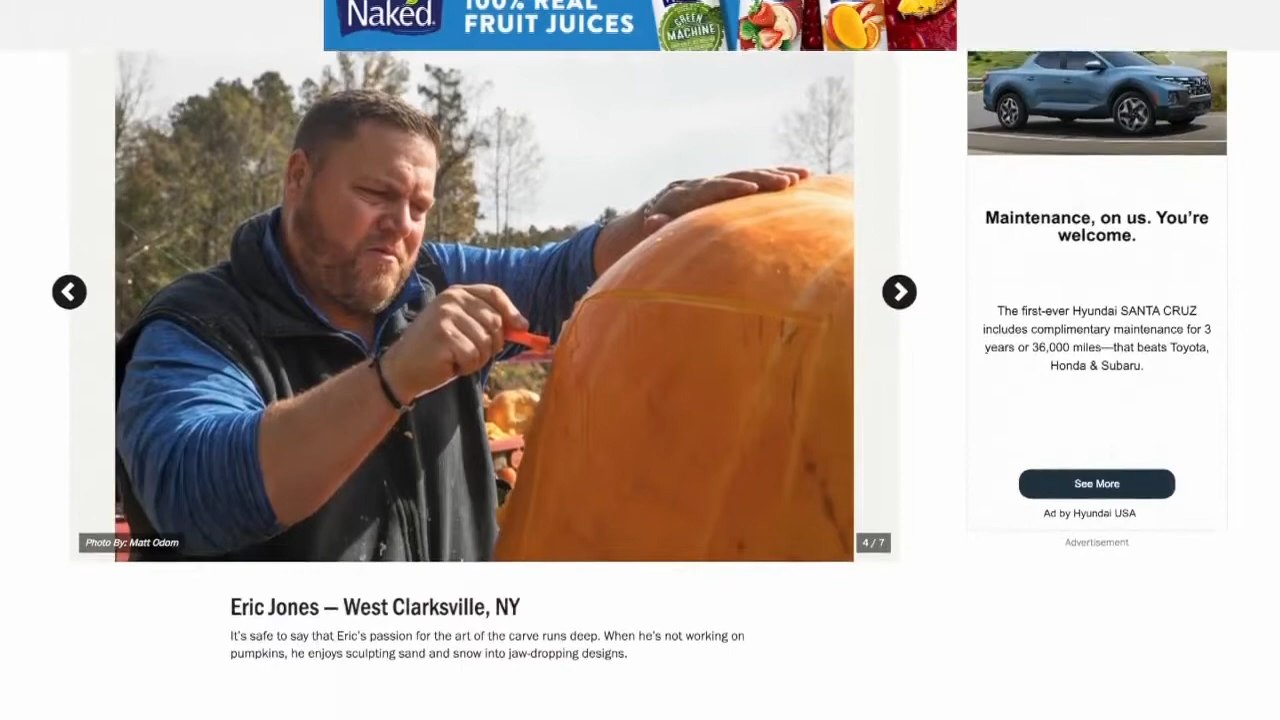 Naked
100% REAL
FRUIT JUICES
GREEN
MACHINE
Maintenance, on us. You're
welcome.
The first-ever Hyundai SANTA CRUZ
includes complimentary maintenance for 3
years or 36,000 miles—that beats Toyota,
Honda & Subaru.
See More
Ad by Hyundai USA
Advertisement
Photo By: Matt Odom
4 / 7
Eric Jones — West Clarksville, NY
It's safe to say that Eric's passion for the art of the carve runs deep. When he's not working on
pumpkins, he enjoys sculpting sand and snow into jaw-dropping designs.